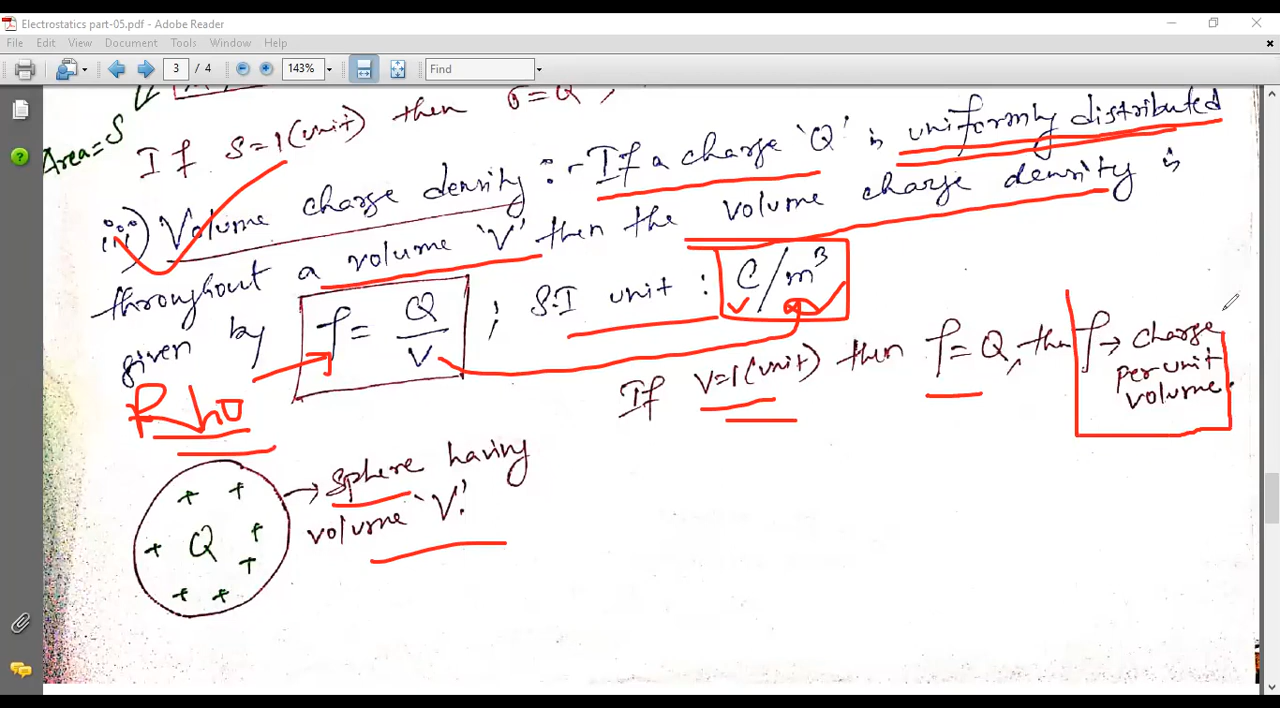 Electrostatics part-05.pdf - Adobe Reader
File Edit View Document Tools Window Help
3 / 4 143% Find
Area=S
If S=1(unit) then σ=Q,
(iii) Volume charge density :- If a charge 'Q' is uniformly distributed
throughout a volume 'V' then the volume charge density is
given by ρ = Q/V ; S.I unit : C/m³
If V=1(unit) then ρ=Q, then ρ→ charge
per unit
volume.
Rho
+ + + Q + + + +
→ Sphere having
volume 'V'.